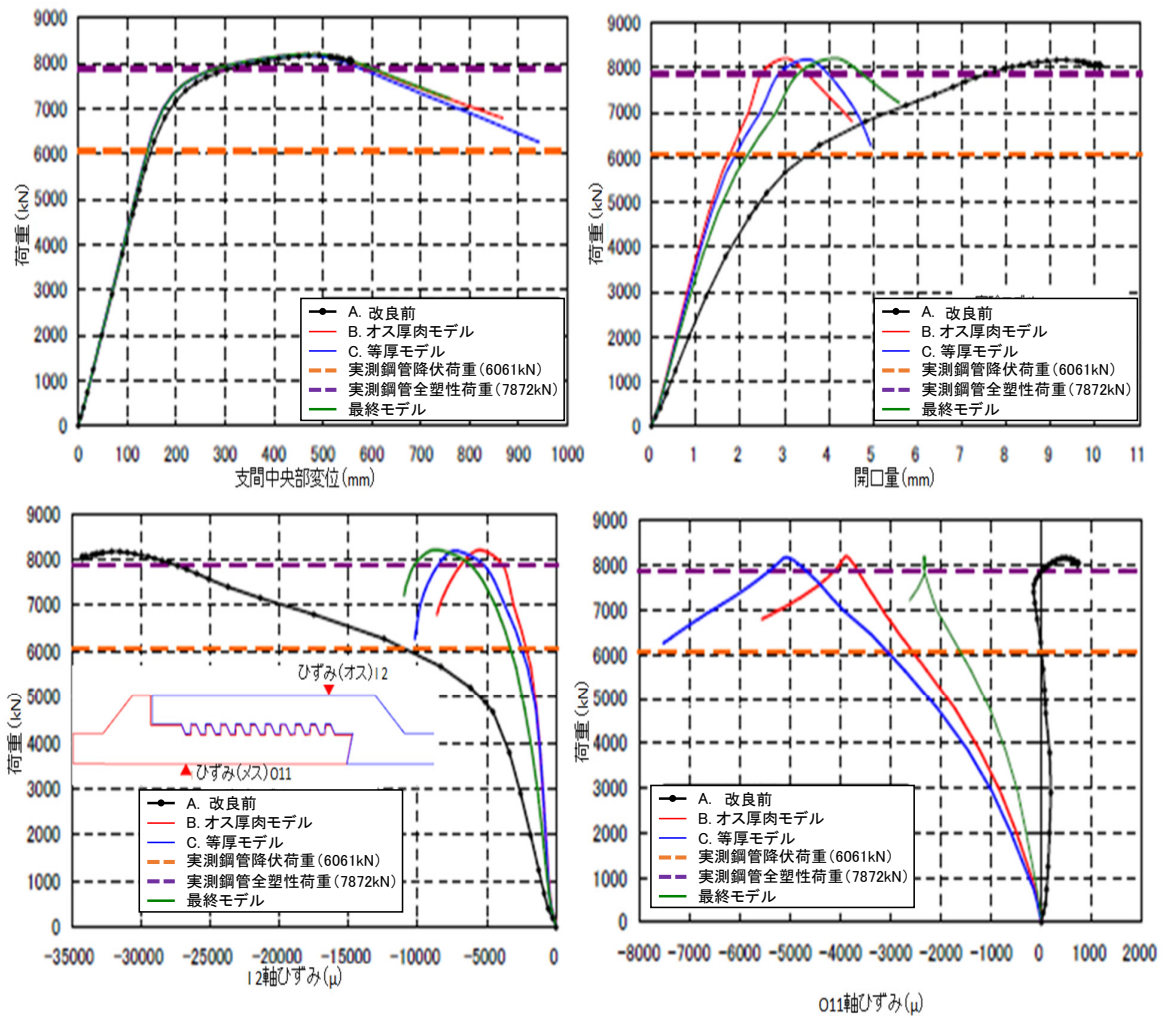 9000
8000
7000
6000
5000
4000
3000
2000
1000
0
荷重(kN)
A. 改良前
B. オス厚肉モデル
C. 等厚モデル
実測鋼管降伏荷重(6061kN)
実測鋼管全塑性荷重(7872kN)
最終モデル
0 100 200 300 400 500 600 700 800 900 1000
支間中央部変位(mm)
9000
8000
7000
6000
5000
4000
3000
2000
1000
0
荷重(kN)
A. 改良前
B. オス厚肉モデル
C. 等厚モデル
実測鋼管降伏荷重(6061kN)
実測鋼管全塑性荷重(7872kN)
最終モデル
0 1 2 3 4 5 6 7 8 9 10 11
開口量(mm)
9000
8000
7000
6000
5000
4000
3000
2000
1000
0
荷重(kN)
ひずみ(オス)I2
ひずみ(メス)O11
A. 改良前
B. オス厚肉モデル
C. 等厚モデル
実測鋼管降伏荷重(6061kN)
実測鋼管全塑性荷重(7872kN)
最終モデル
-35000 -30000 -25000 -20000 -15000 -10000 -5000 0
I2軸ひずみ(μ)
9000
8000
7000
6000
5000
4000
3000
2000
1000
0
荷重(kN)
A. 改良前
B. オス厚肉モデル
C. 等厚モデル
実測鋼管降伏荷重(6061kN)
実測鋼管全塑性荷重(7872kN)
最終モデル
-8000 -7000 -6000 -5000 -4000 -3000 -2000 -1000 0 1000 2000
O11軸ひずみ(μ)